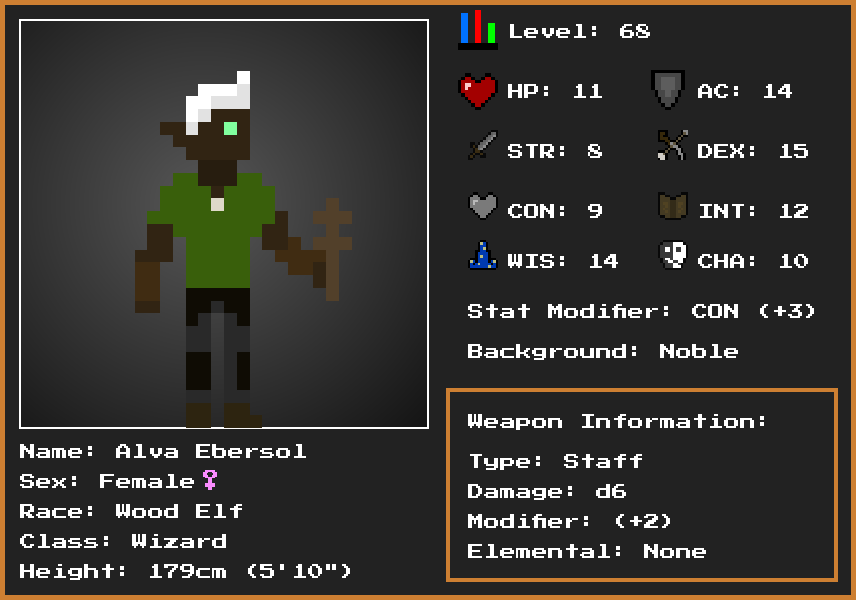 Level: 68
HP: 11 AC: 14
STR: 8 DEX: 15
CON: 9 INT: 12
WIS: 14 CHA: 10
Stat Modifier: CON (+3)
Background: Noble
Weapon Information:
Type: Staff
Damage: d6
Modifier: (+2)
Elemental: None
Name: Alva Ebersol
Sex: Female♀
Race: Wood Elf
Class: Wizard
Height: 179cm (5'10")